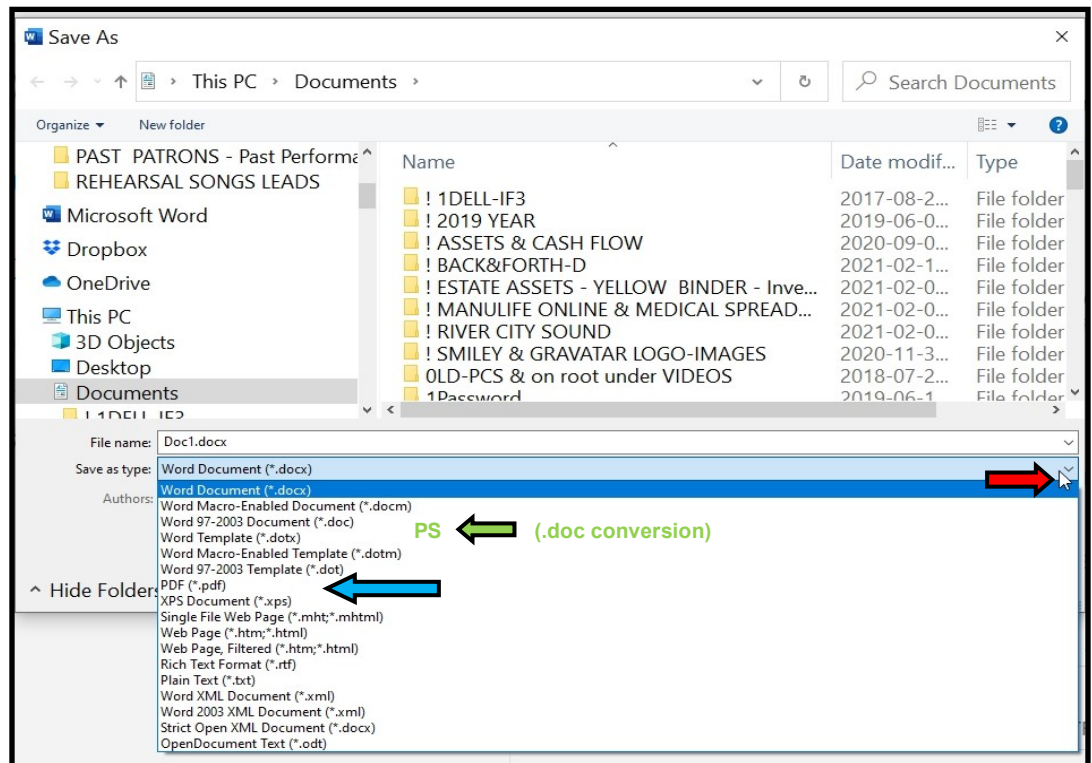 Save As
This PC › Documents ›
Search Documents
Organize
New folder
PAST PATRONS - Past Performa
REHEARSAL SONGS LEADS
Microsoft Word
Dropbox
OneDrive
This PC
3D Objects
Desktop
Documents
! 1DELL-IF3
Name Date modif... Type
! 1DELL-IF3 2017-08-2... File folder
! 2019 YEAR 2019-06-0... File folder
! ASSETS & CASH FLOW 2020-09-0... File folder
! BACK&FORTH-D 2021-02-1... File folder
! ESTATE ASSETS - YELLOW BINDER - Inve... 2021-02-0... File folder
! MANULIFE ONLINE & MEDICAL SPREAD... 2021-02-0... File folder
! RIVER CITY SOUND 2021-02-0... File folder
! SMILEY & GRAVATAR LOGO-IMAGES 2020-11-3... File folder
0LD-PCS & on root under VIDEOS 2018-07-2... File folder
1Password 2019-06-1... File folder
File name: Doc1.docx
Save as type: Word Document (*.docx)
Authors:
Word Document (*.docx)
Word Macro-Enabled Document (*.docm)
Word 97-2003 Document (*.doc)
PS (.doc conversion)
Word Template (*.dotx)
Word Macro-Enabled Template (*.dotm)
Word 97-2003 Template (*.dot)
Hide Folders
PDF (*.pdf)
XPS Document (*.xps)
Single File Web Page (*.mht;*.mhtml)
Web Page (*.htm;*.html)
Web Page, Filtered (*.htm;*.html)
Rich Text Format (*.rtf)
Plain Text (*.txt)
Word XML Document (*.xml)
Word 2003 XML Document (*.xml)
Strict Open XML Document (*.docx)
OpenDocument Text (*.odt)